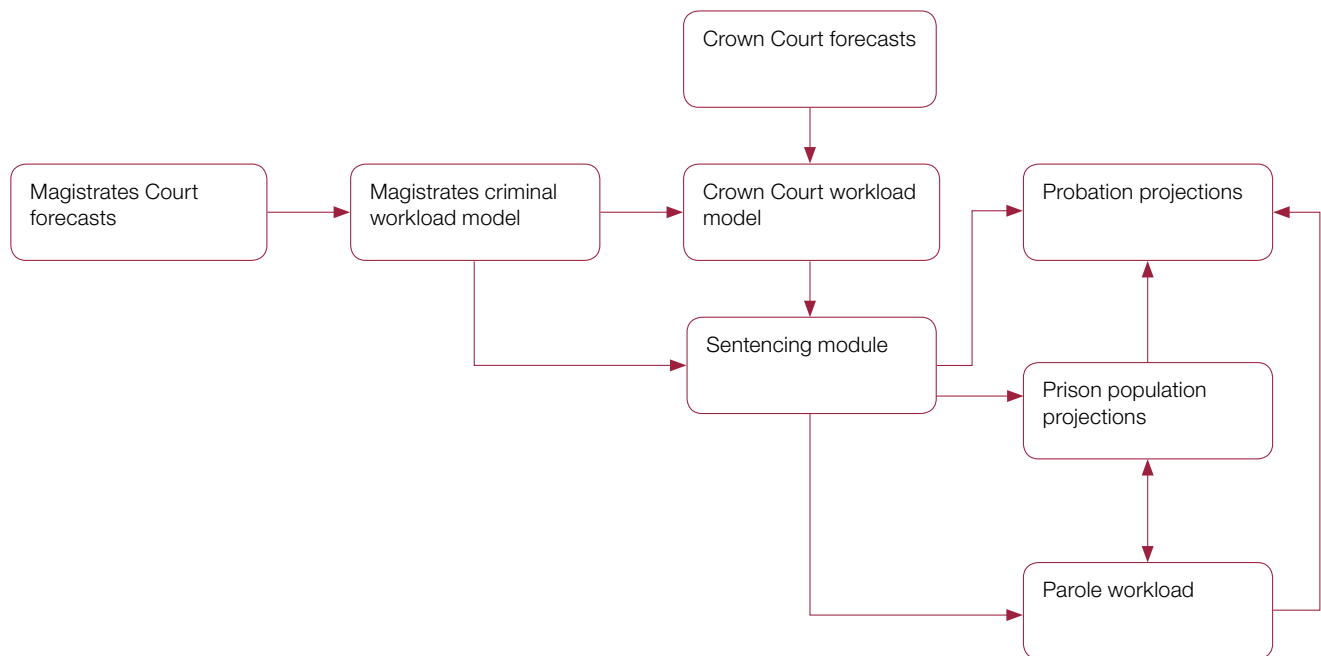 Crown Court forecasts
Magistrates Court
forecasts
Magistrates criminal
workload model
Crown Court workload
model
Probation projections
Sentencing module
Prison population
projections
Parole workload